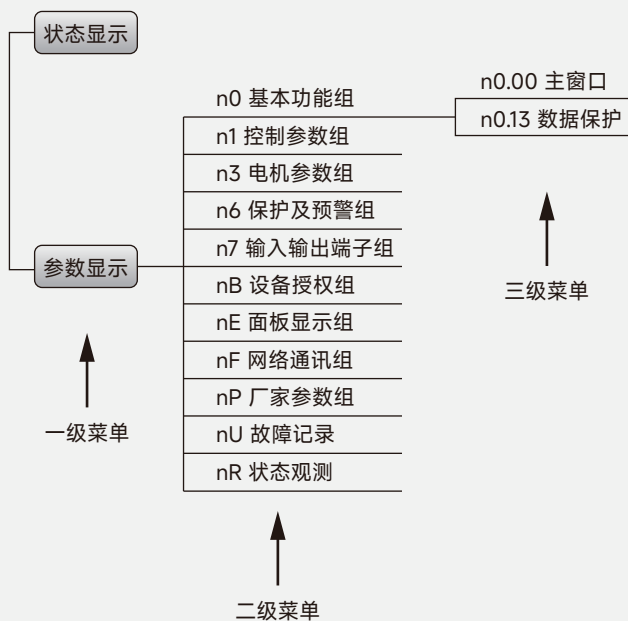 状态显示
n0.00 主窗口
n0 基本功能组
n0.13 数据保护
n1 控制参数组
n3 电机参数组
n6 保护及预警组
n7 输入输出端子组
参数显示
nB 设备授权组
三级菜单
nE 面板显示组
nF 网络通讯组
nP 厂家参数组
一级菜单
nU 故障记录
nR 状态观测
二级菜单